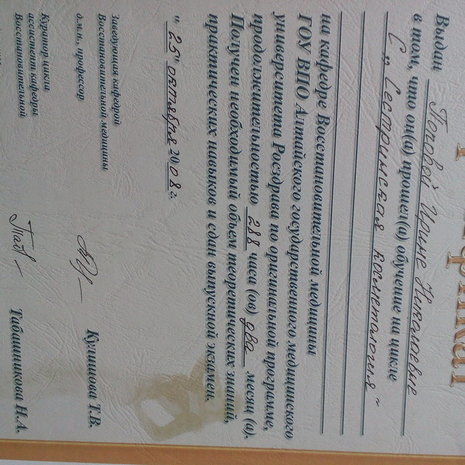 Выдан Поповой Ирине Николаевне
в том, что он(а) прошел(а) обучение на цикле
С п. Сестринская косметология ~
на кафедре Восстановительной медицины
ГОУ ВПО Алтайского государственного медицинского
университета Росздрава по оригинальной программе,
продолжительностью 288 часа (ов) два месяц (а).
Получен необходимый объем теоретических знаний,
практических навыков и сдан выпускной экзамен.
"25" октября 2008 г.
Заведующая кафедрой
Восстановительной медицины
д.м.н., профессор
Кулишова Т.В.
Куратор цикла
ассистент кафедры
Восстановительной
Табашникова Н.А.